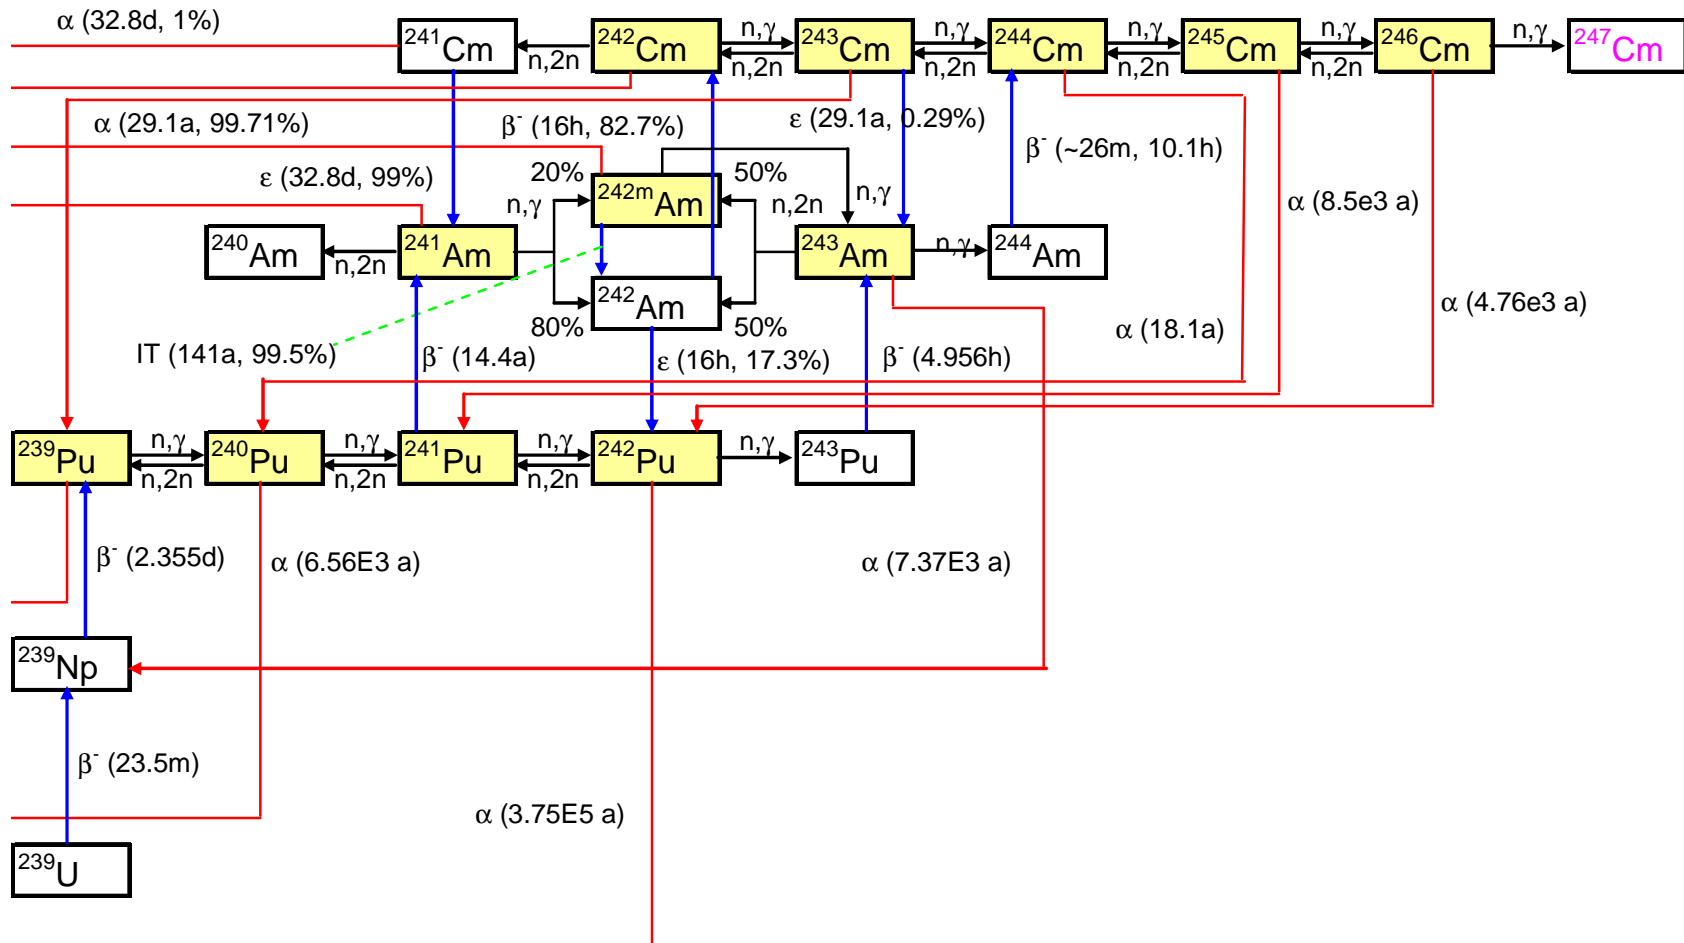 α (32.8d, 1%)
²⁴¹Cm
²⁴²Cm
n,γ
²⁴³Cm
n,γ
²⁴⁴Cm
n,γ
²⁴⁵Cm
n,γ
²⁴⁶Cm
n,γ
²⁴⁷Cm
n,2n
n,2n
n,2n
n,2n
n,2n
α (29.1a, 99.71%)
β⁻ (16h, 82.7%)
ε (29.1a, 0.29%)
β⁻ (~26m, 10.1h)
ε (32.8d, 99%)
20%
²⁴²ᵐAm
50%
n,γ
α (8.5e3 a)
n,γ
n,2n
²⁴⁰Am
n,2n
²⁴¹Am
²⁴³Am
n,γ
²⁴⁴Am
²⁴²Am
80%
50%
α (18.1a)
α (4.76e3 a)
IT (141a, 99.5%)
β⁻ (14.4a)
ε (16h, 17.3%)
β⁻ (4.956h)
²³⁹Pu
n,γ
²⁴⁰Pu
n,γ
²⁴¹Pu
n,γ
²⁴²Pu
n,γ
²⁴³Pu
n,2n
n,2n
n,2n
β⁻ (2.355d)
α (6.56E3 a)
α (7.37E3 a)
²³⁹Np
β⁻ (23.5m)
α (3.75E5 a)
²³⁹U